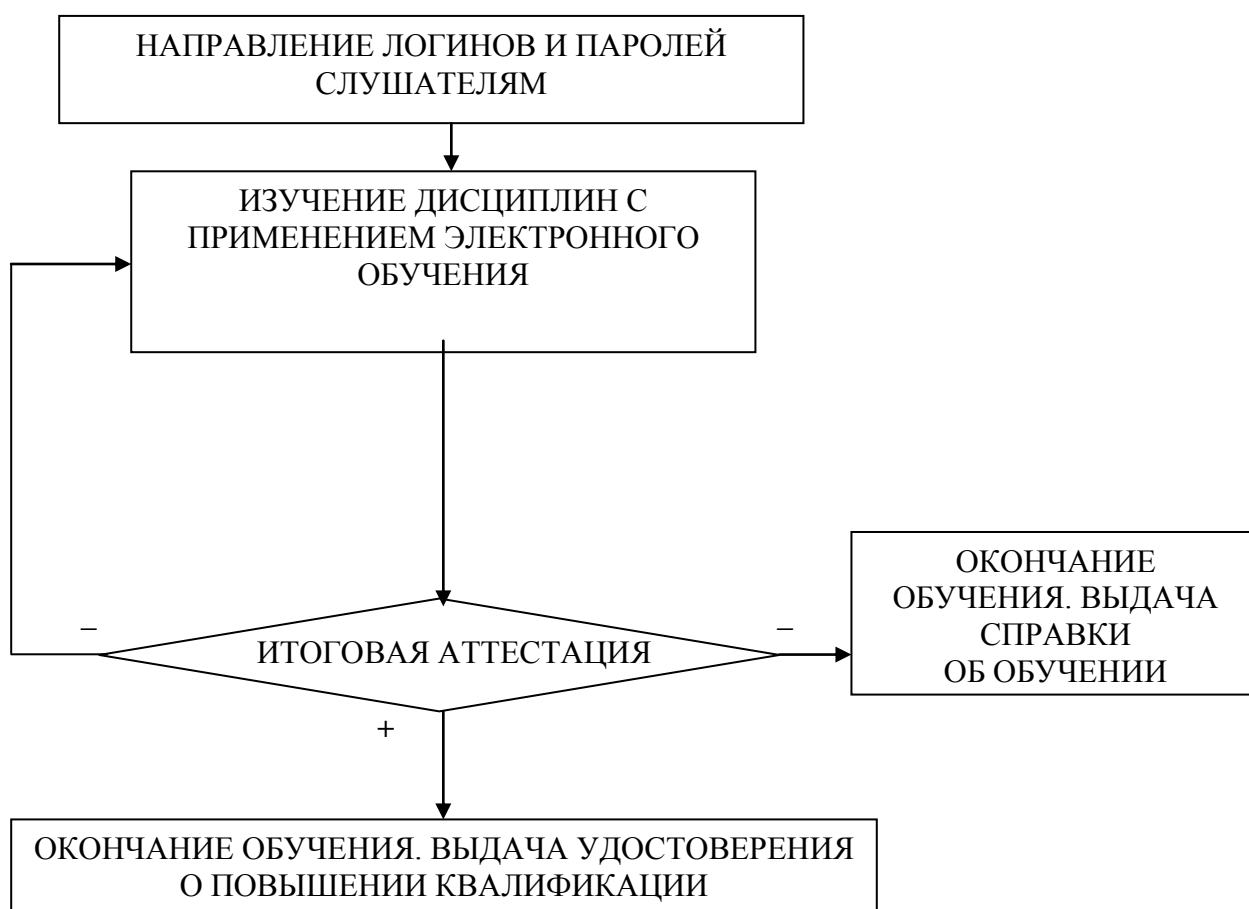 НАПРАВЛЕНИЕ ЛОГИНОВ И ПАРОЛЕЙ
СЛУШАТЕЛЯМ
ИЗУЧЕНИЕ ДИСЦИПЛИН С
ПРИМЕНЕНИЕМ ЭЛЕКТРОННОГО
ОБУЧЕНИЯ
–
ИТОГОВАЯ АТТЕСТАЦИЯ
–
ОКОНЧАНИЕ
ОБУЧЕНИЯ. ВЫДАЧА
СПРАВКИ
ОБ ОБУЧЕНИИ
+
ОКОНЧАНИЕ ОБУЧЕНИЯ. ВЫДАЧА УДОСТОВЕРЕНИЯ
О ПОВЫШЕНИИ КВАЛИФИКАЦИИ